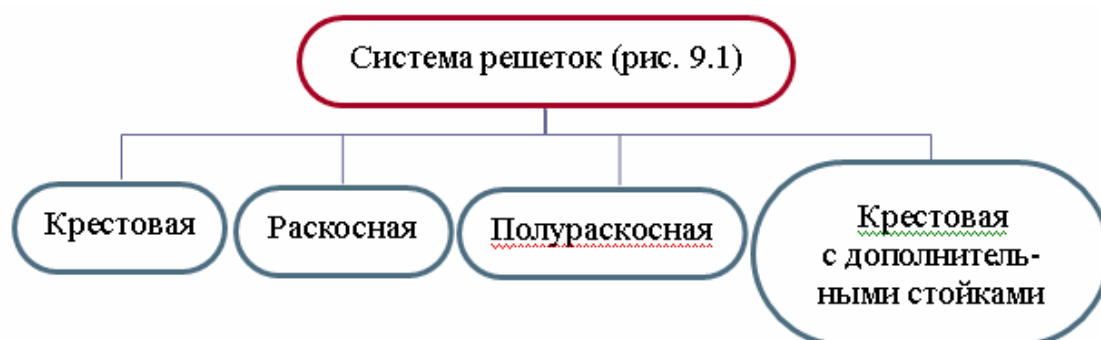 Система решеток (рис. 9.1)
Крестовая
Раскосная
Полураскосная
Крестовая
с дополнитель-
ными стойками